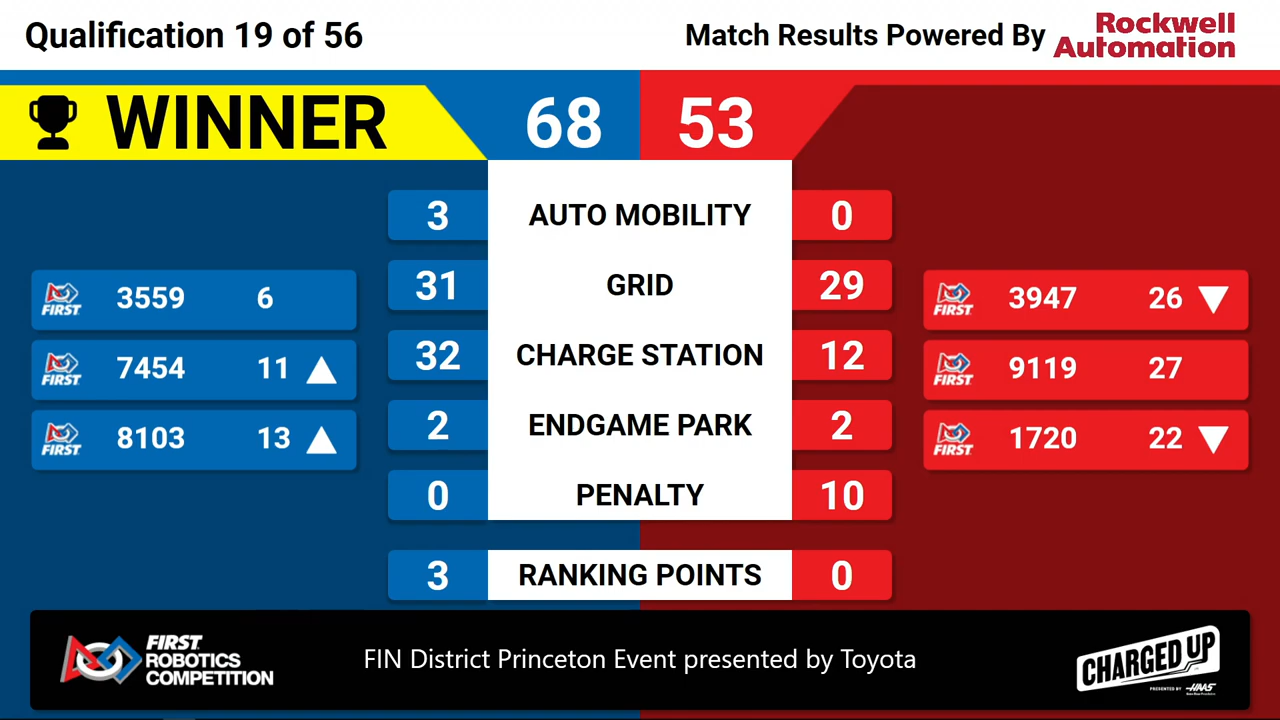 Qualification 19 of 56
Match Results Powered By Rockwell Automation
WINNER 68 53
3 AUTO MOBILITY 0
31 GRID 29
32 CHARGE STATION 12
2 ENDGAME PARK 2
0 PENALTY 10
3 RANKING POINTS 0
FIRST 3559 6
FIRST 7454 11
FIRST 8103 13
FIRST 3947 26
FIRST 9119 27
FIRST 1720 22
FIRST
ROBOTICS
COMPETITION
FIN District Princeton Event presented by Toyota
CHARGED UP
PRESENTED BY HAAS